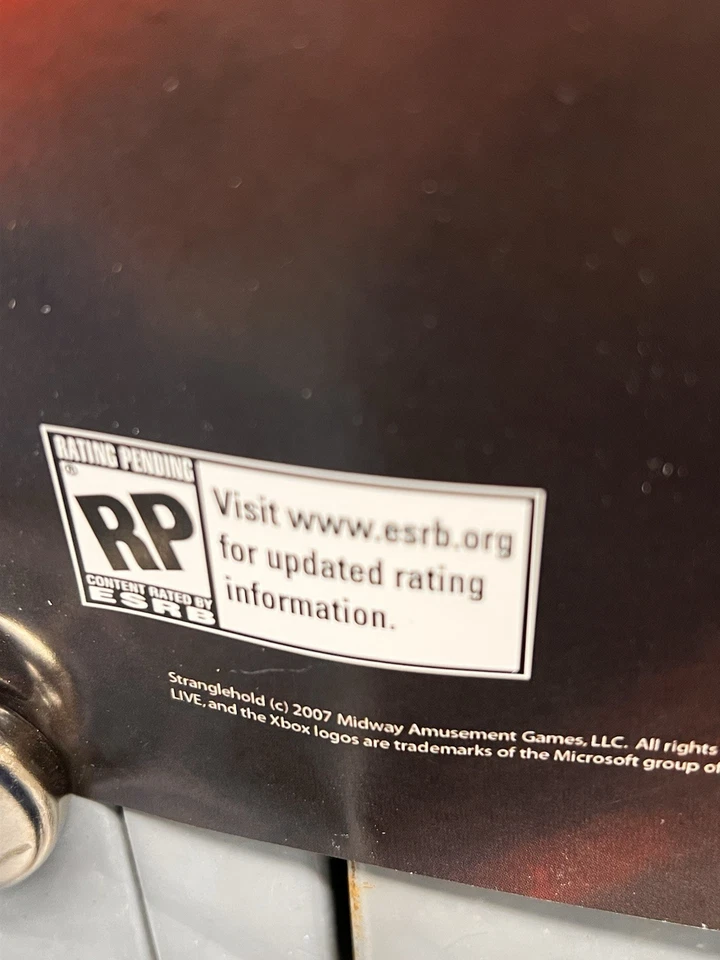 RATING PENDING
®
RP
CONTENT RATED BY
ESRB
Visit www.esrb.org
for updated rating
information.
Stranglehold (c) 2007 Midway Amusement Games, LLC. All rights
LIVE, and the Xbox logos are trademarks of the Microsoft group of